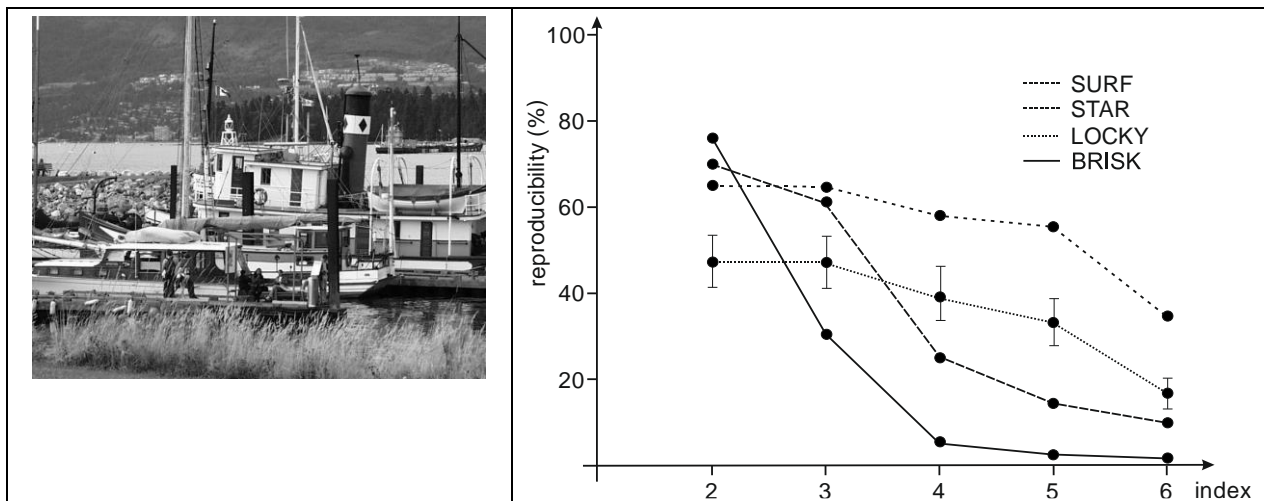 100
80
60
40
20
reproducibility (%)
SURF
STAR
LOCKY
BRISK
2 3 4 5 6 index